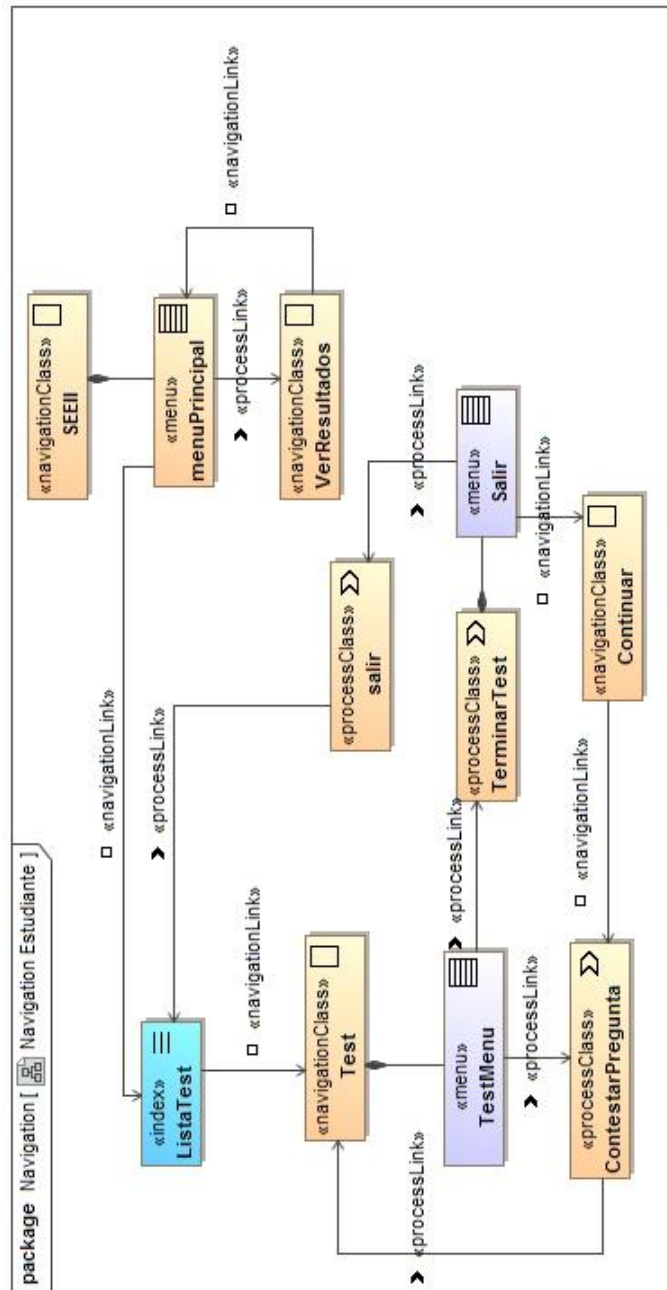 package Navigation [ Navigation Estudiante ]
«navigationClass»
SEEII
«navigationLink»
«menu»
menuPrincipal
«processLink»
«navigationClass»
VerResultados
«navigationLink»
«index»
ListaTest
«processLink»
«processClass»
salir
«processLink»
«navigationLink»
«navigationClass»
Test
«menu»
TestMenu
«processLink»
«processClass»
TerminarTest
«menu»
Salir
«navigationLink»
«processLink»
«processLink»
«processClass»
ContestarPregunta
«navigationLink»
«navigationClass»
Continuar